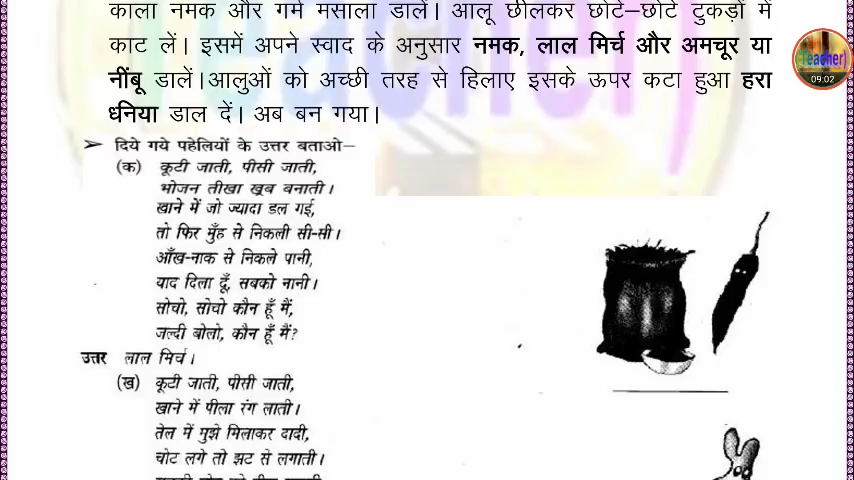 काला नमक और गर्म मसाला डालें। आलू छीलकर छोटे–छोटे टुकड़ों में
काट लें। इसमें अपने स्वाद के अनुसार नमक, लाल मिर्च और अमचूर या
नींबू डालें।आलुओं को अच्छी तरह से हिलाए इसके ऊपर कटा हुआ हरा
धनिया डाल दें। अब बन गया।
➤ दिये गये पहेलियों के उत्तर बताओ–
(क) कूटी जाती, पीसी जाती,
भोजन तीखा खूब बनाती।
खाने में जो ज्यादा डल गई,
तो फिर मुँह से निकली सी-सी।
आँख-नाक से निकले पानी,
याद दिला दूँ, सबको नानी।
सोचो, सोचो कौन हूँ मैं,
जल्दी बोलो, कौन हूँ मैं?
उत्तर लाल मिर्च।
(ख) कूटी जाती, पीसी जाती,
खाने में पीला रंग लाती।
तेल में मुझे मिलाकर दादी,
चोट लगे तो झट से लगाती।
Teacher
09:02